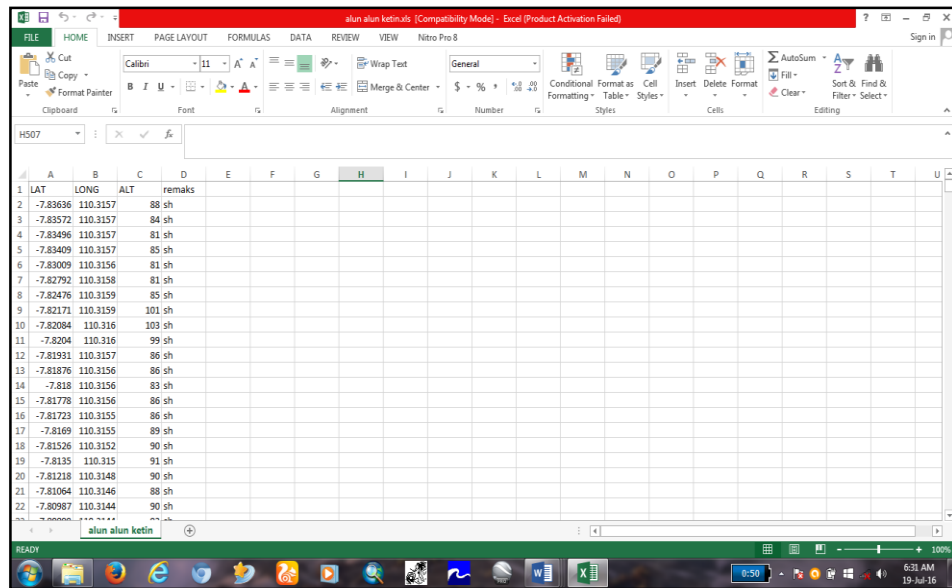 alun alun ketin.xls [Compatibility Mode] - Excel (Product Activation Failed)
FILE HOME INSERT PAGE LAYOUT FORMULAS DATA REVIEW VIEW Nitro Pro 8 Sign in
Paste
Cut
Copy
Format Painter
Clipboard
Calibri 11
B I U
Font
Wrap Text
Merge & Center
Alignment
General
$ % ,
Number
Conditional Formatting
Format as Table
Cell Styles
Styles
Insert Delete Format
Cells
AutoSum
Fill
Clear
Sort & Filter
Find & Select
Editing
H507 fx
A B C D E F G H I J K L M N O P Q R S T U
1 LAT LONG ALT remaks
2 -7.83636 110.3157 88 sh
3 -7.83572 110.3157 84 sh
4 -7.83496 110.3157 81 sh
5 -7.83409 110.3157 85 sh
6 -7.83009 110.3156 81 sh
7 -7.82792 110.3158 81 sh
8 -7.82476 110.3159 85 sh
9 -7.82171 110.3159 101 sh
10 -7.82084 110.316 103 sh
11 -7.8204 110.316 99 sh
12 -7.81931 110.3157 86 sh
13 -7.81876 110.3156 86 sh
14 -7.818 110.3156 83 sh
15 -7.81778 110.3156 86 sh
16 -7.81723 110.3155 86 sh
17 -7.8169 110.3155 89 sh
18 -7.81526 110.3152 90 sh
19 -7.8135 110.315 91 sh
20 -7.81218 110.3148 90 sh
21 -7.81064 110.3146 88 sh
22 -7.80987 110.3144 90 sh
alun alun ketin
READY 100%
0:50 6:31 AM
19-Jul-16